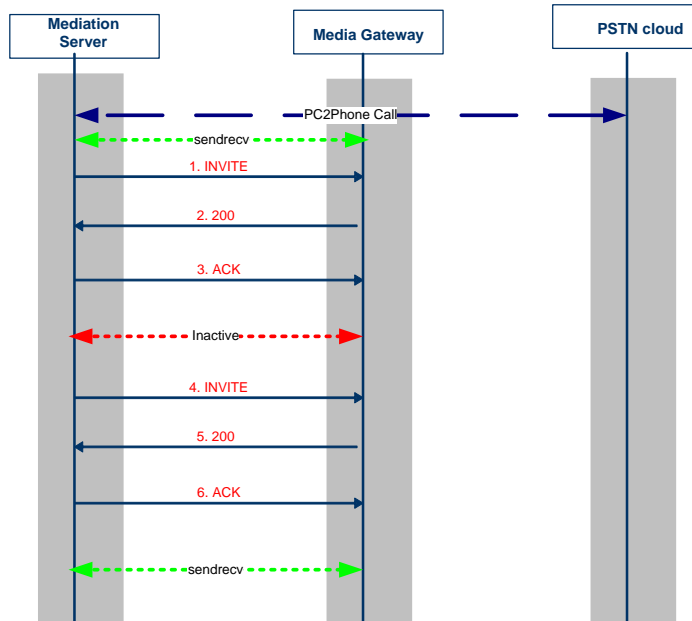 Mediation
Server
Media Gateway
PSTN cloud
PC2Phone Call
sendrecv
1. INVITE
2. 200
3. ACK
Inactive
4. INVITE
5. 200
6. ACK
sendrecv